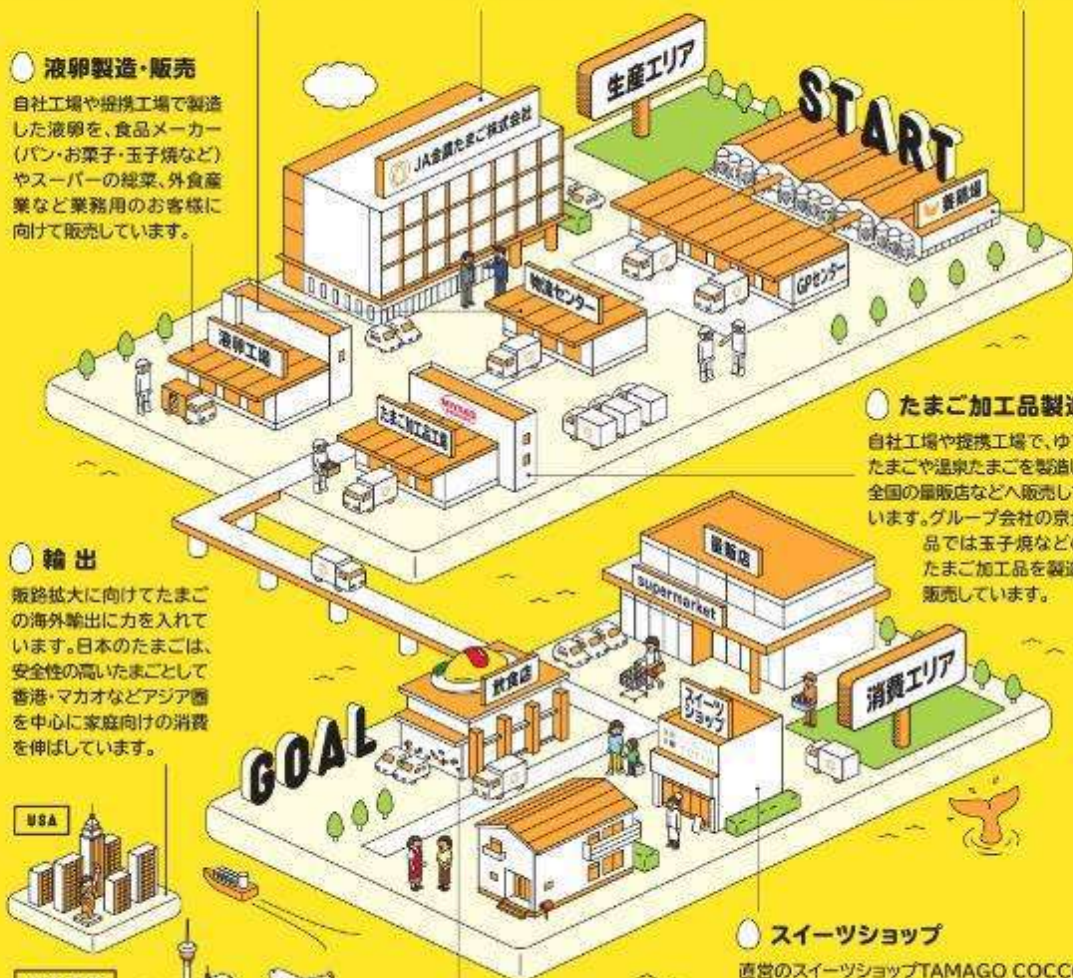 液卵製造・販売
自社工場や提携工場で製造
した液卵を、食品メーカー
(パン・お菓子・玉子焼など)
やスーパーの総菜、外食産
業など業務用のお客様に
向けて販売しています。
生産エリア
START
JA全農たまご株式会社
養鶏場
GPセンター
物流センター
液卵工場
たまご加工品工場
たまご加工品製造
自社工場や提携工場で、ゆ
たまごや温泉たまごを製造
全国の量販店などへ販売し
います。グループ会社の京
品では玉子焼などの
たまご加工品を製造
販売しています。
輸出
販路拡大に向けてたまご
の海外輸出に力を入れて
います。日本のたまごは、
安全性の高いたまごとして
香港・マカオなどアジア圏
を中心に家庭向けの消費
を伸ばしています。
量販店
supermarket
飲食店
スイーツ
ショップ
消費エリア
GOAL
USA
スイーツショップ
直営のスイーツショップTAMAGO COCC